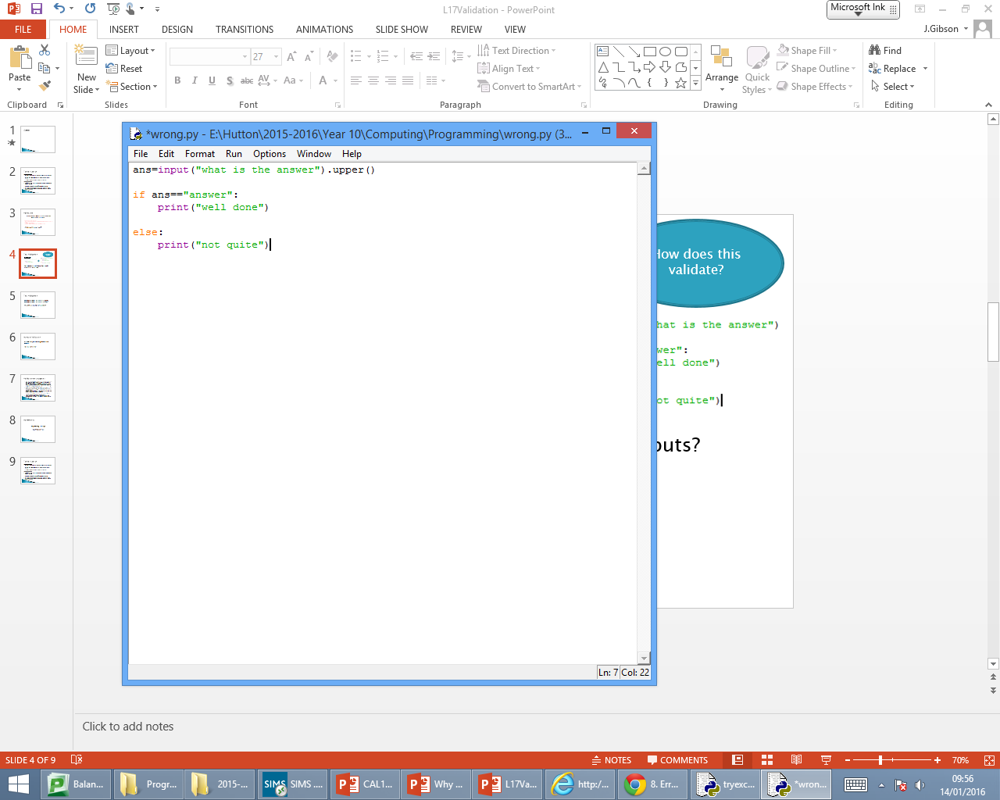 L17Validation - PowerPoint
Microsoft Ink
FILE HOME INSERT DESIGN TRANSITIONS ANIMATIONS SLIDE SHOW REVIEW VIEW
J.Gibson
Paste
New
Slide
Layout
Reset
Section
27
B I U S abc AV Aa A
Text Direction
Align Text
Convert to SmartArt
Arrange
Quick
Styles
Shape Fill
Shape Outline
Shape Effects
Find
Replace
Select
Clipboard Slides Font Paragraph Drawing Editing
1
2
3
4
5
6
7
8
9
*wrong.py - E:\Hutton\2015-2016\Year 10\Computing\Programming\wrong.py (3...
File Edit Format Run Options Window Help
ans=input("what is the answer").upper()
if ans=="answer":
print("well done")
else:
print("not quite")
Ln: 7 Col: 22
How does this
validate?
hat is the answer")
wer":
ell done")
ot quite")
outs?
Click to add notes
SLIDE 4 OF 9
NOTES COMMENTS 70%
Balan... Progr... 2015-... SIMS SIMS .... CAL1... Why ... L17Va... http:/... 8. Err... tryexc... *wron...
09:56
14/01/2016